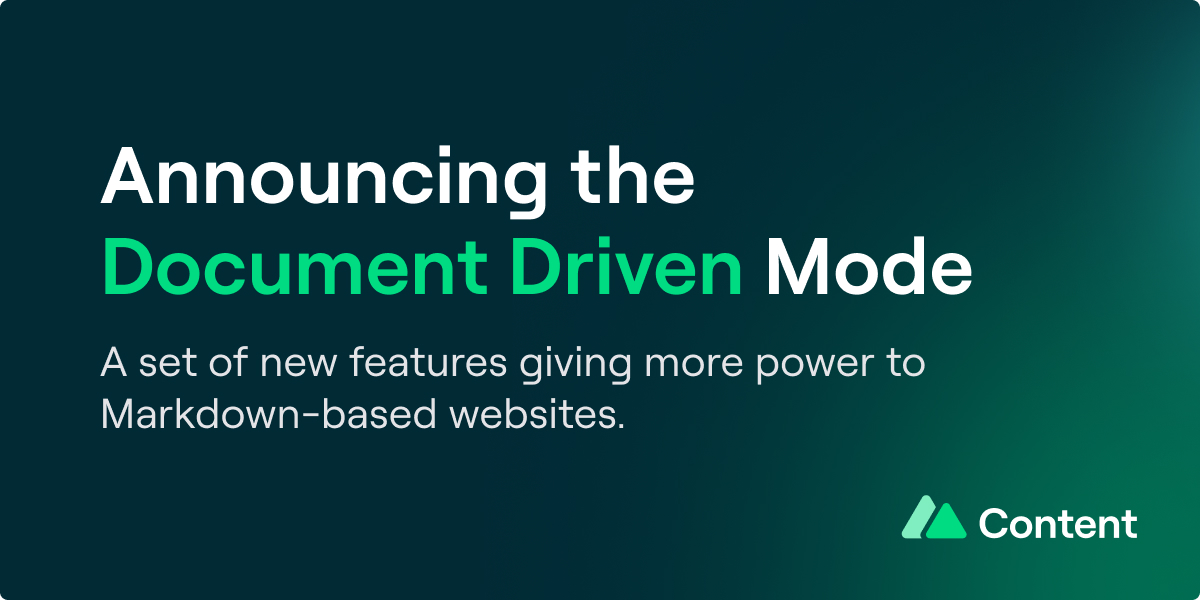 Announcing the
Document Driven Mode
A set of new features giving more power to
Markdown-based websites.
Content